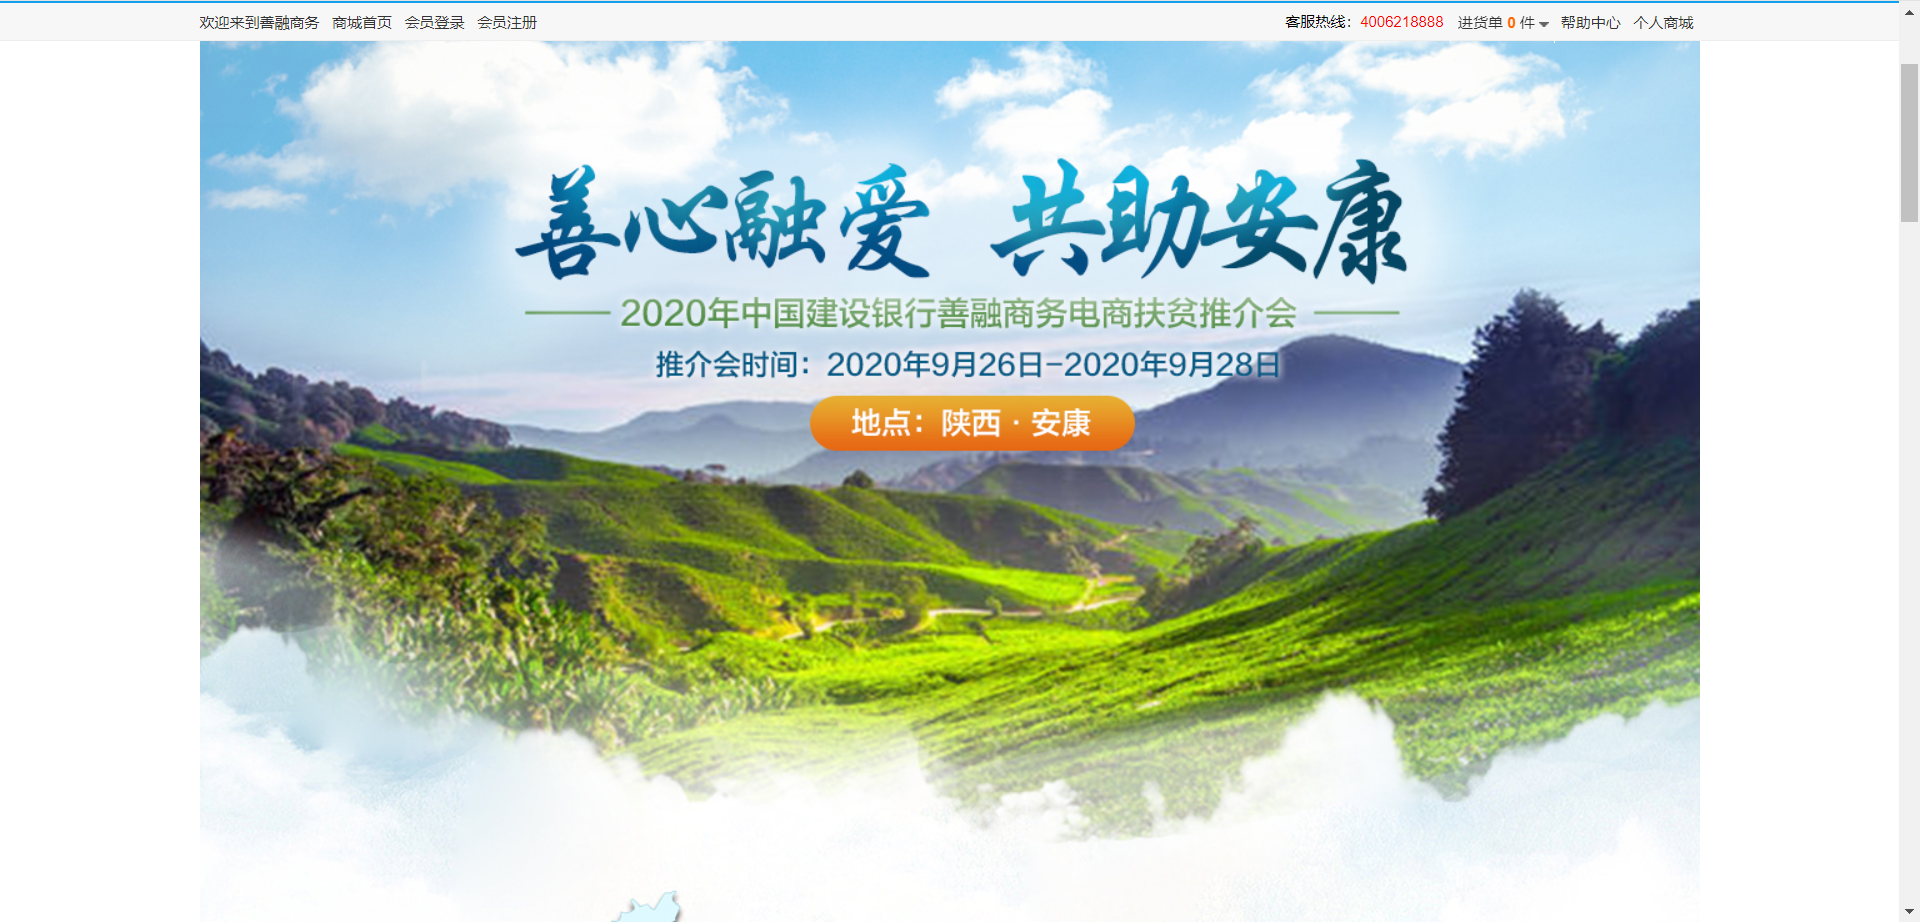 欢迎来到善融商务 商城首页 会员登录 会员注册 客服热线：4006218888 进货单 0 件 帮助中心 个人商城
善心融爱 共助安康
2020年中国建设银行善融商务电商扶贫推介会
推介会时间：2020年9月26日-2020年9月28日
地点：陕西·安康